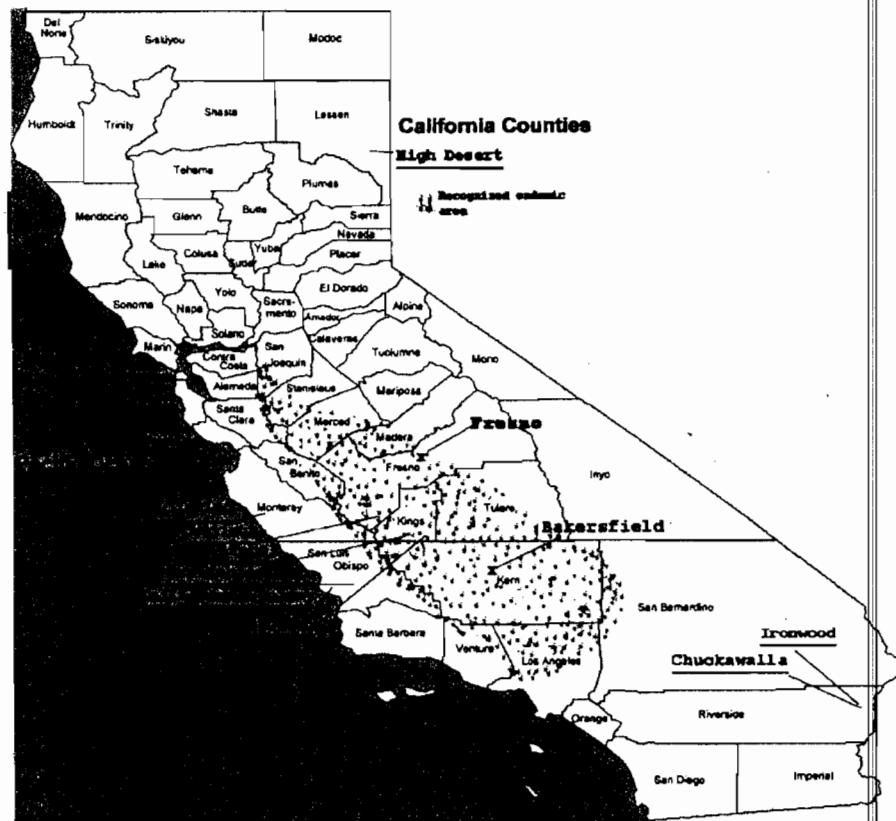 Del
Norte
Siskiyou
Modoc
Humboldt
Trinity
Shasta
Lassen
California Counties
High Desert
Tehama
Plumas
Recognized endemic
area
Mendocino
Glenn
Butte
Sierra
Nevada
Lake
Colusa
Sutter
Yuba
Placer
Sonoma
Napa
Yolo
Sacra-
mento
El Dorado
Alpine
Amador
Solano
Calaveras
Marin
Contra
Costa
San
Joaquin
Tuolumne
Mono
Alameda
Stanislaus
Mariposa
Santa
Clara
Merced
Madera
Fresno
San
Benito
Fresno
Inyo
Monterey
Kings
Tulare
Bakersfield
San Luis
Obispo
Kern
San Bernardino
Santa Barbara
Ventura
Los Angeles
Ironwood
Chuckawalla
Orange
Riverside
San Diego
Imperial